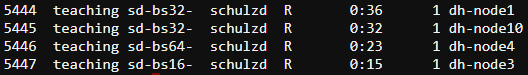 5444 teaching sd-bs32- schulzd R 0:36 1 dh-node1
5445 teaching sd-bs32- schulzd R 0:32 1 dh-node10
5446 teaching sd-bs64- schulzd R 0:23 1 dh-node4
5447 teaching sd-bs16- schulzd R 0:15 1 dh-node3